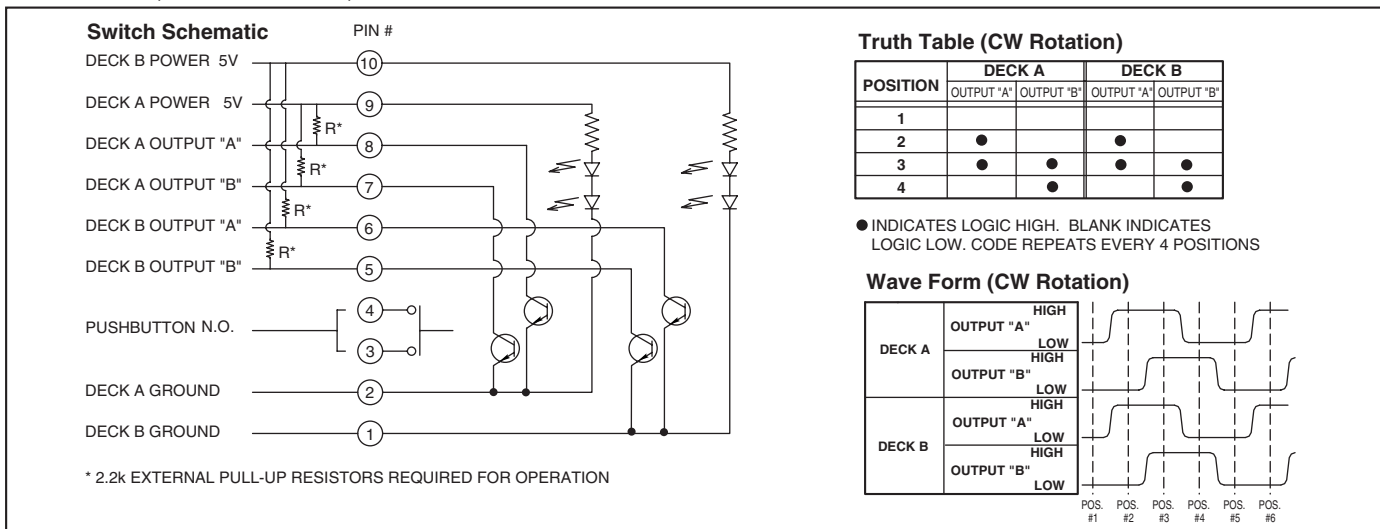 Switch Schematic
PIN #
DECK B POWER 5V
10
DECK A POWER 5V
9
R*
DECK A OUTPUT "A"
8
R*
DECK A OUTPUT "B"
7
R*
DECK B OUTPUT "A"
6
R*
DECK B OUTPUT "B"
5
4
PUSHBUTTON N.O.
3
DECK A GROUND
2
DECK B GROUND
1
* 2.2k EXTERNAL PULL-UP RESISTORS REQUIRED FOR OPERATION
Truth Table (CW Rotation)
POSITION DECK A DECK B
OUTPUT "A" OUTPUT "B" OUTPUT "A" OUTPUT "B"
1
2 ● ●
3 ● ● ● ●
4 ● ●
● INDICATES LOGIC HIGH. BLANK INDICATES
LOGIC LOW. CODE REPEATS EVERY 4 POSITIONS
Wave Form (CW Rotation)
DECK A
HIGH
OUTPUT "A"
LOW
HIGH
OUTPUT "B"
LOW
DECK B
HIGH
OUTPUT "A"
LOW
HIGH
OUTPUT "B"
LOW
POS. POS. POS. POS. POS. POS.
#1 #2 #3 #4 #5 #6